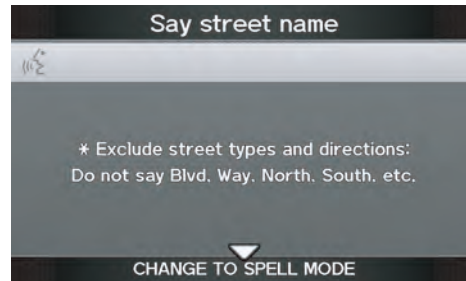 Say street name
* Exclude street types and directions:
Do not say Blvd. Way. North. South. etc.
CHANGE TO SPELL MODE